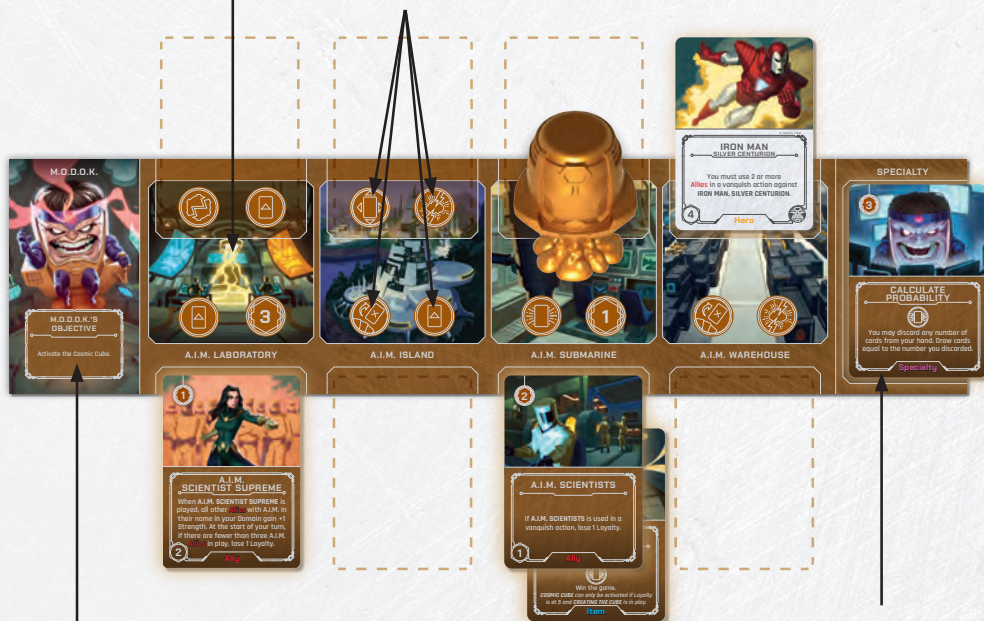 IRON MAN
SILVER CENTURION
You must use 2 or more
Allies in a vanquish action against
IRON MAN, SILVER CENTURION.
4
Hero
M.O.D.O.K.
M.O.D.O.K.'S
OBJECTIVE
Activate the Cosmic Cube.
3
1
A.I.M. LABORATORY
A.I.M. ISLAND
A.I.M. SUBMARINE
A.I.M. WAREHOUSE
SPECIALTY
3
CALCULATE
PROBABILITY
You may discard any number of
cards from your hand. Draw cards
equal to the number you discarded.
Specialty
1
A.I.M.
SCIENTIST SUPREME
When A.I.M. SCIENTIST SUPREME is
played, all other Allies with A.I.M. in
their name in your Domain gain +1
Strength. At the start of your turn,
if there are fewer than three A.I.M.
Allies in play, lose 1 Loyalty.
2
Ally
2
A.I.M. SCIENTISTS
If A.I.M. SCIENTISTS is used in a
vanquish action, lose 1 Loyalty.
1
Ally
Win the game.
COSMIC CUBE can only be activated if Loyalty
is at 5 and CREATING THE CUBE is in play.
Item